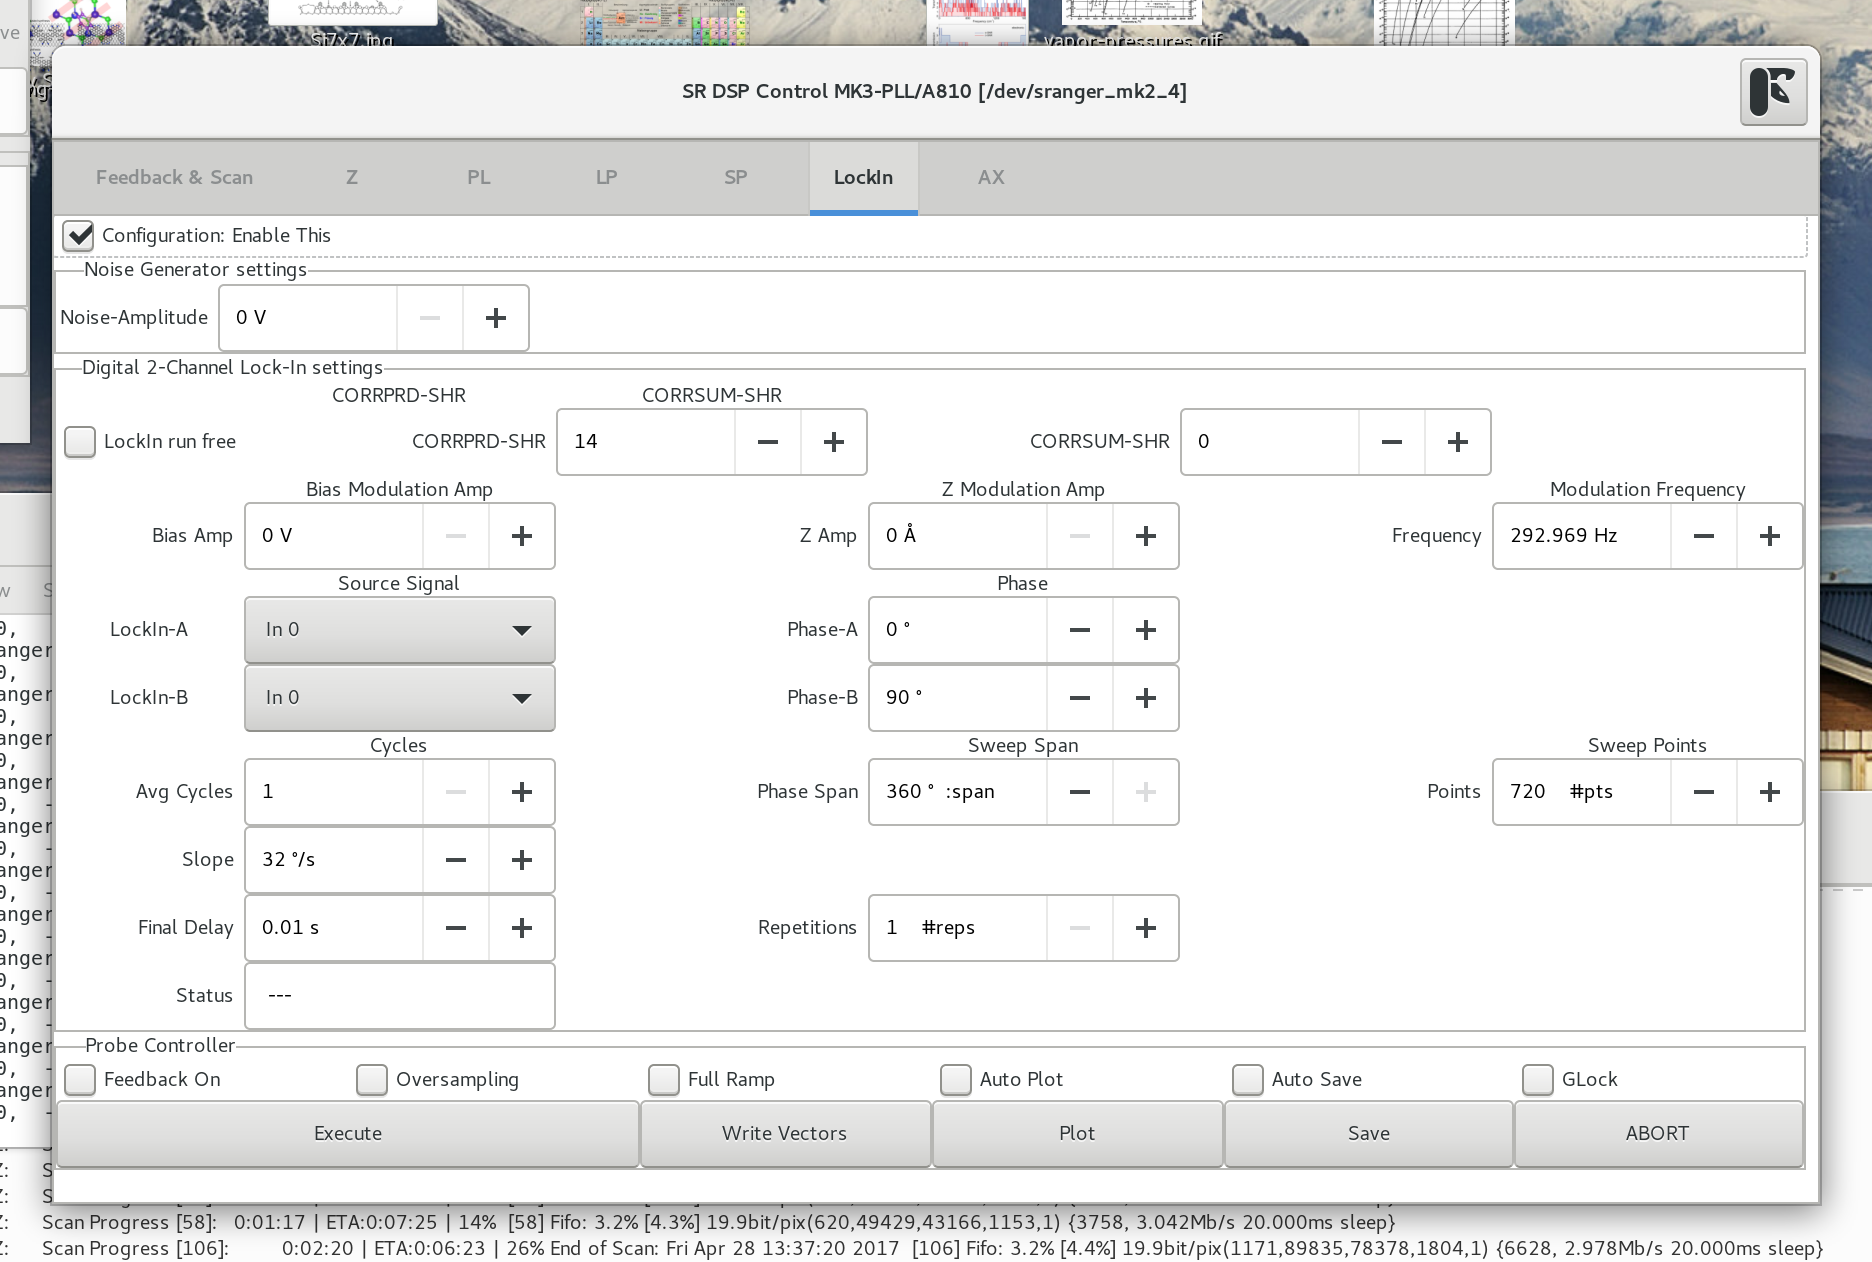 ve
Si7x7.jpg
vapor-pressures.gif
SR DSP Control MK3-PLL/A810 [/dev/sranger_mk2_4]
Feedback & Scan Z PL LP SP LockIn AX
Configuration: Enable This
Noise Generator settings
Noise-Amplitude 0 V
Digital 2-Channel Lock-In settings
CORRPRD-SHR CORRSUM-SHR
LockIn run free CORRPRD-SHR 14 CORRSUM-SHR 0
Bias Modulation Amp Z Modulation Amp Modulation Frequency
Bias Amp 0 V Z Amp 0 Å Frequency 292.969 Hz
Source Signal Phase
LockIn-A In 0 Phase-A 0 °
LockIn-B In 0 Phase-B 90 °
Cycles Sweep Span Sweep Points
Avg Cycles 1 Phase Span 360 ° :span Points 720 #pts
Slope 32 °/s
Final Delay 0.01 s Repetitions 1 #reps
Status ---
Probe Controller
Feedback On Oversampling Full Ramp Auto Plot Auto Save GLock
Execute Write Vectors Plot Save ABORT
Z: Scan Progress [58]: 0:01:17 | ETA:0:07:25 | 14% [58] Fifo: 3.2% [4.3%] 19.9bit/pix(620,49429,43166,1153,1) {3758, 3.042Mb/s 20.000ms sleep}
Z: Scan Progress [106]: 0:02:20 | ETA:0:06:23 | 26% End of Scan: Fri Apr 28 13:37:20 2017 [106] Fifo: 3.2% [4.4%] 19.9bit/pix(1171,89835,78378,1804,1) {6628, 2.978Mb/s 20.000ms sleep}